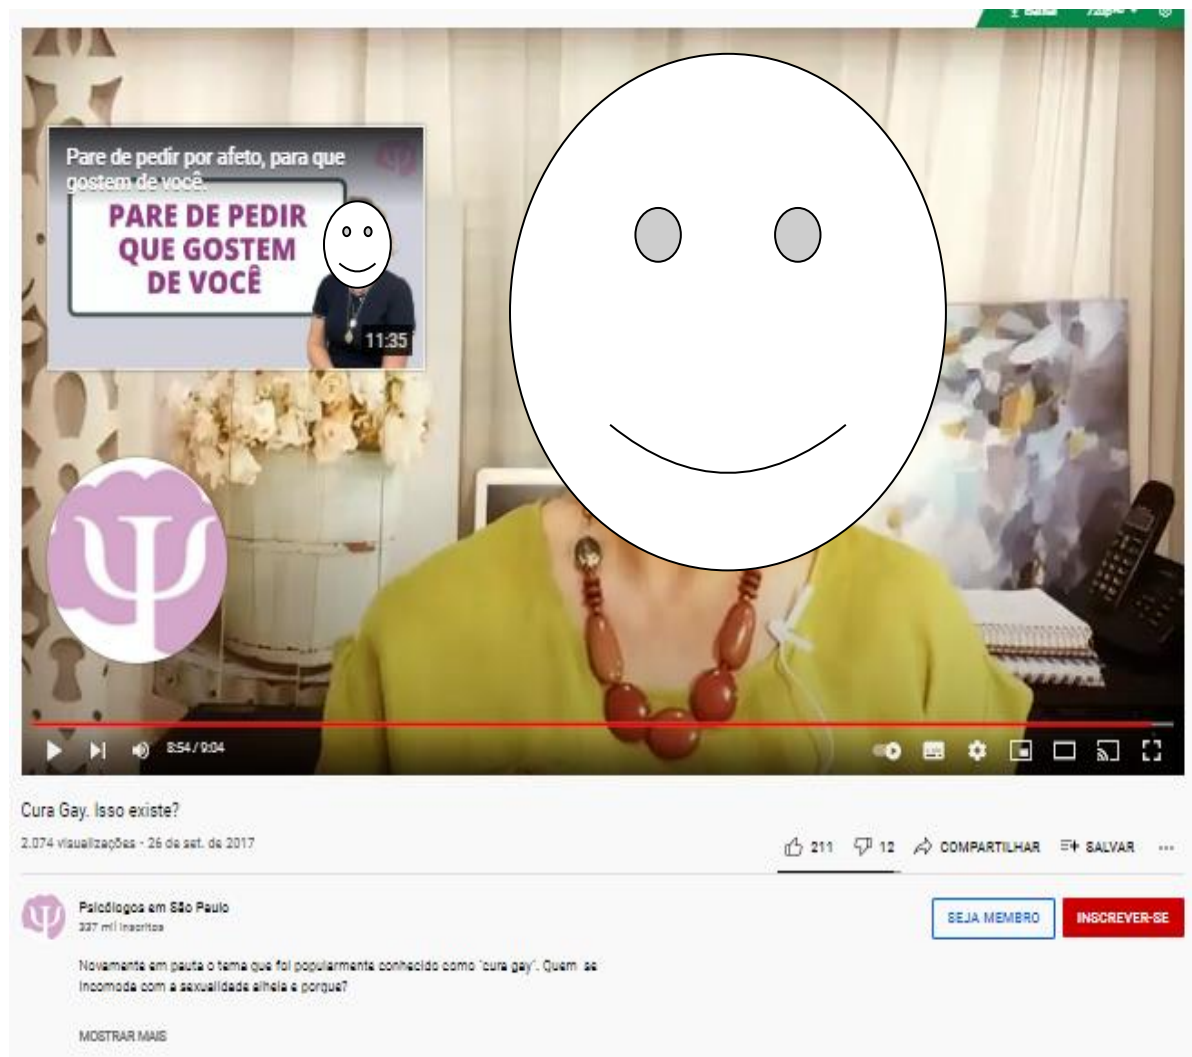 Pare de pedir por afeto, para que
gostem de você.
PARE DE PEDIR
QUE GOSTEM
DE VOCÊ
11:35
8:54 / 9:04
Cura Gay. Isso existe?
2.074 visualizações - 26 de set. de 2017
211
12
COMPARTILHAR
SALVAR
Psicólogos em São Paulo
337 mil inscritos
SEJA MEMBRO
INSCREVER-SE
Novamente em pauta o tema que foi popularmente conhecido como "cura gay". Quem se
incomoda com a sexualidade alheia e porque?
MOSTRAR MAIS